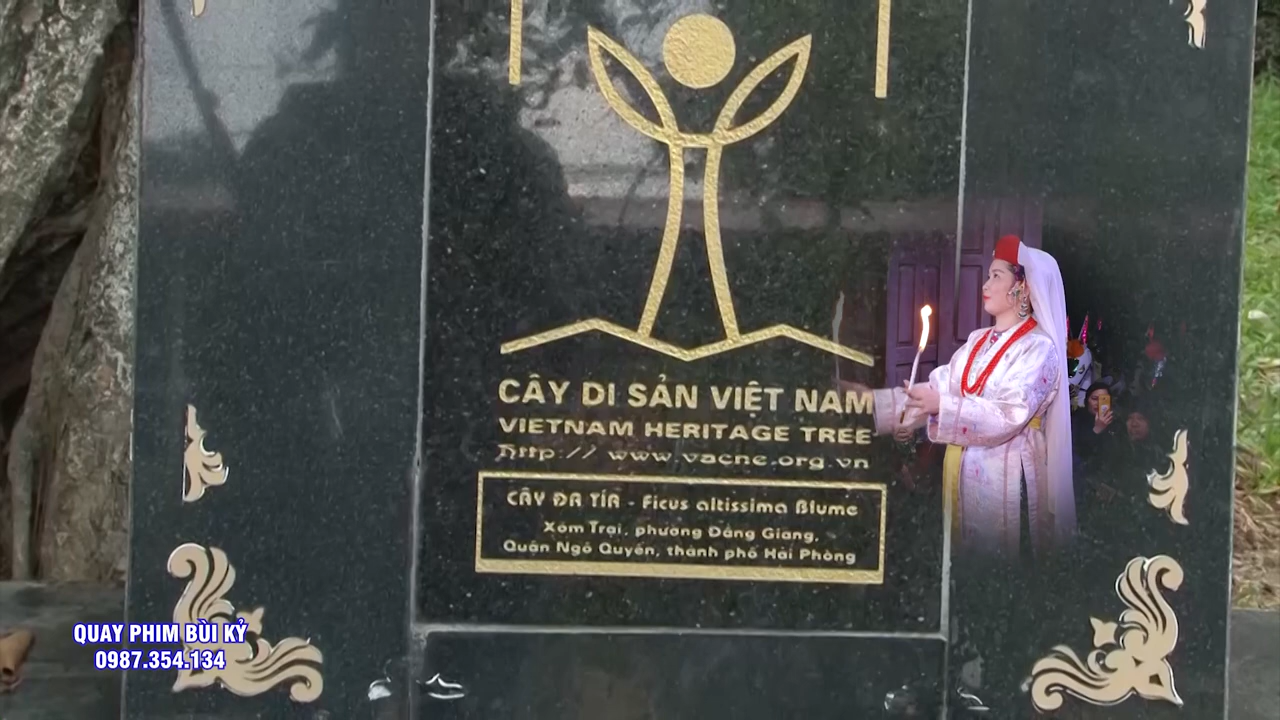 CÂY DI SẢN VIỆT NAM
VIETNAM HERITAGE TREE
http://www.vacne.org.vn
CÂY ĐA TÍA - Ficus altissima Blume
Xóm Trại, phường Đằng Giang,
Quận Ngô Quyền, thành phố Hải Phòng
QUAY PHIM BÙI KỶ
0987.354.134